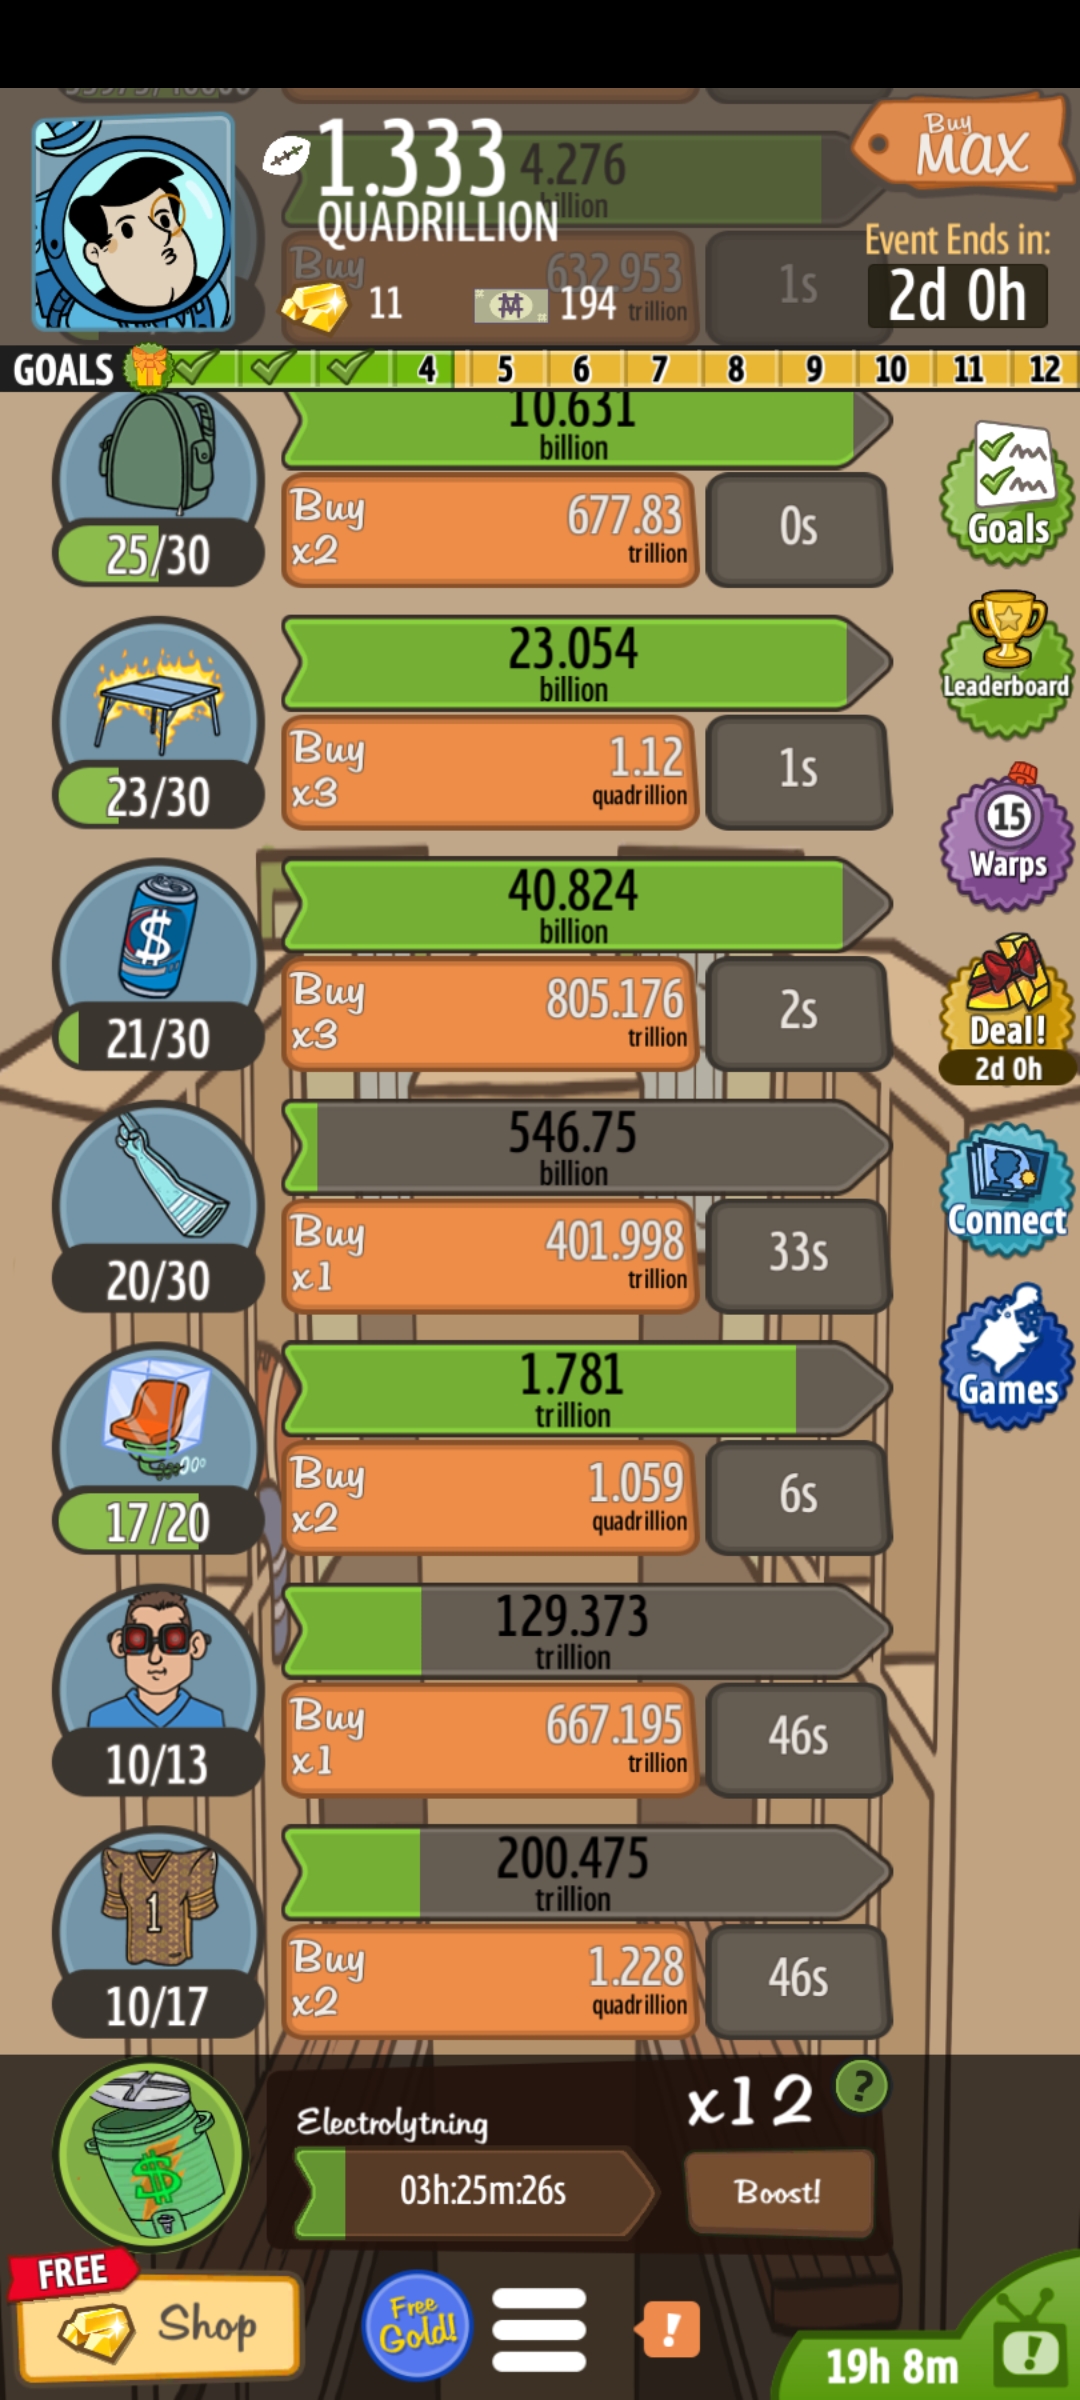 1.333
QUADRILLION
4.276
billion
Buy
MAX
Event Ends in:
2d 0h
Buy
632.953
trillion
1s
11
194
GOALS
4
5
6
7
8
9
10
11
12
10.631
billion
Buy
x2
677.83
trillion
0s
25/30
Goals
23.054
billion
Buy
x3
1.12
quadrillion
1s
23/30
Leaderboard
15
Warps
40.824
billion
Buy
x3
805.176
trillion
2s
21/30
Deal!
2d 0h
546.75
billion
Buy
x1
401.998
trillion
33s
20/30
Connect
1.781
trillion
Buy
x2
1.059
quadrillion
6s
17/20
Games
129.373
trillion
Buy
x1
667.195
trillion
46s
10/13
1
200.475
trillion
Buy
x2
1.228
quadrillion
46s
10/17
Electrolytning
03h:25m:26s
x12
?
Boost!
FREE
Shop
Free
Gold!
!
19h 8m
!